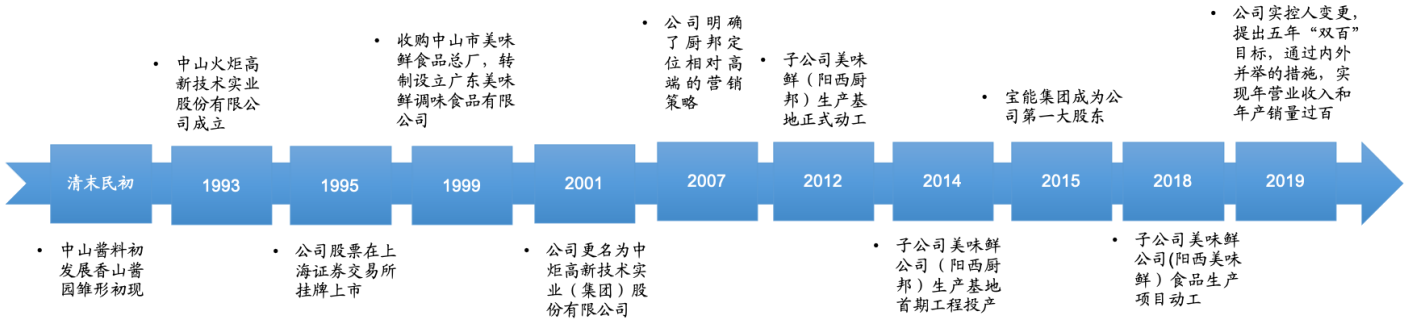 • 中山火炬高
新技术实业
股份有限公
司成立
• 收购中山市美味
鲜食品总厂，转
制设立广东美味
鲜调味食品有限
公司
• 公司明确
了厨邦定
位相对高
端的营销
策略
• 子公司美味
鲜（阳西厨
邦）生产基
地正式动工
• 宝能集团成为公
司第一大股东
• 公司实控人变更，
提出五年“双百”
目标，通过内外
并举的措施，实
现年营业收入和
年产销量过百
清末民初
1993
1995
1999
2001
2007
2012
2014
2015
2018
2019
• 中山酱料初
发展香山酱
园雏形初现
• 公司股票在上
海证券交易所
挂牌上市
• 公司更名为中
炬高新技术实
业（集团）股
份有限公司
• 子公司美味鲜
公司（阳西厨
邦）生产基地
首期工程投产
• 子公司美味鲜
公司(阳西美味
鲜）食品生产
项目动工